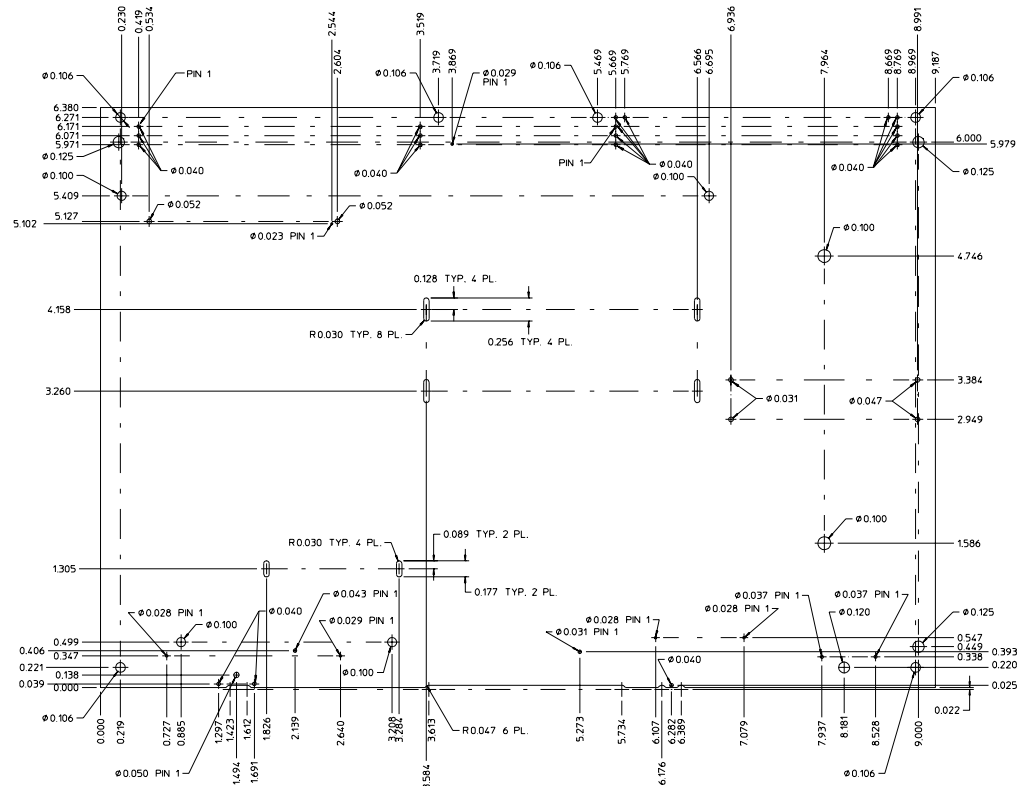 0.230
0.419
0.534
2.544
2.604
3.519
3.719
3.869
5.469
5.669
5.769
6.566
6.695
6.936
7.964
8.669
8.769
8.969
8.991
9.187
Ø0.106
PIN 1
Ø0.106
Ø0.029
PIN 1
Ø0.106
Ø0.106
6.380
6.271
6.171
6.071
5.971
6.000
5.979
Ø0.125
Ø0.040
Ø0.040
PIN 1
Ø0.040
Ø0.040
Ø0.125
Ø0.100
Ø0.100
5.409
Ø0.052
Ø0.052
5.127
5.102
Ø0.023 PIN 1
Ø0.100
4.746
0.128 TYP. 4 PL.
4.158
R0.030 TYP. 8 PL.
0.256 TYP. 4 PL.
3.260
3.384
Ø0.031
Ø0.047
2.949
Ø0.100
1.586
R0.030 TYP. 4 PL.
0.089 TYP. 2 PL.
1.305
0.177 TYP. 2 PL.
Ø0.043 PIN 1
Ø0.037 PIN 1
Ø0.037 PIN 1
Ø0.028 PIN 1
Ø0.040
Ø0.028 PIN 1
Ø0.120
Ø0.125
Ø0.100
Ø0.029 PIN 1
Ø0.028 PIN 1
Ø0.031 PIN 1
0.499
0.406
0.347
0.221
0.138
0.039
0.000
0.547
0.449
0.393
0.338
0.220
0.025
0.022
Ø0.100
Ø0.040
Ø0.106
0.000
0.219
0.727
0.885
1.297
1.423
1.494
1.612
1.691
1.826
2.139
2.640
3.208
3.284
3.584
3.613
R0.047 6 PL.
5.273
5.734
6.107
6.176
6.282
6.389
7.079
7.937
8.181
8.528
9.000
Ø0.050 PIN 1
Ø0.106